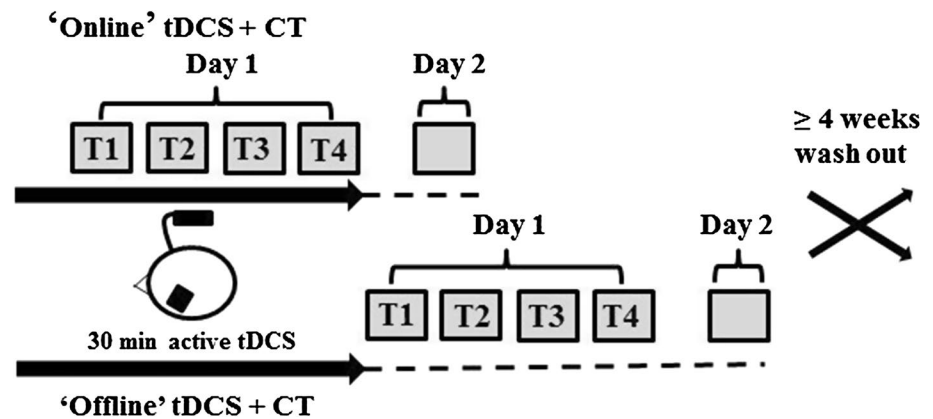 ‘Online’ tDCS + CT
Day 1
Day 2
T1 T2 T3 T4
≥ 4 weeks
wash out
Day 1
Day 2
T1 T2 T3 T4
30 min active tDCS
‘Offline’ tDCS + CT